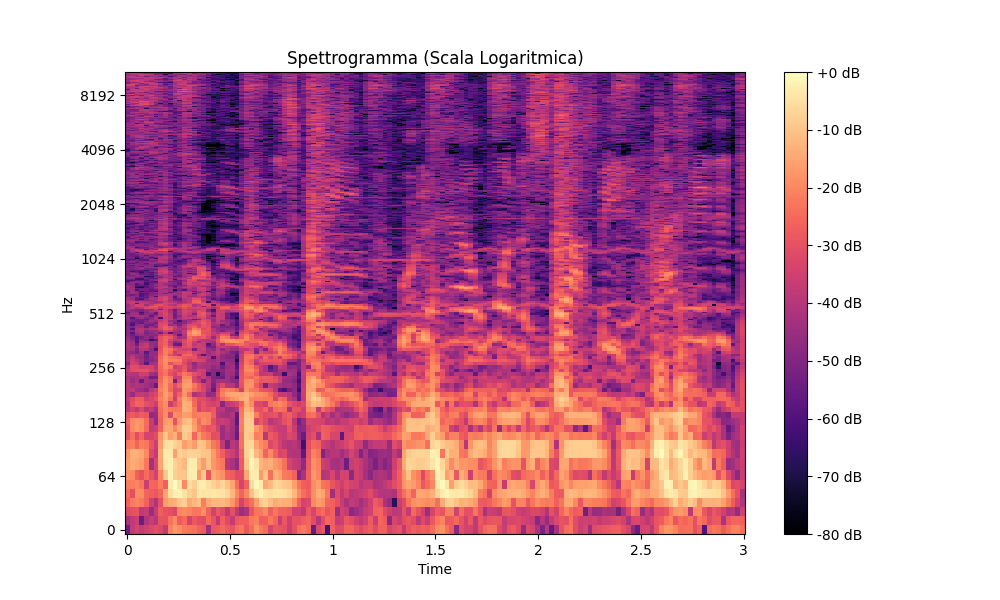 Spettrogramma (Scala Logaritmica)
Hz
8192
4096
2048
1024
512
256
128
64
0
0
0.5
1
1.5
2
2.5
3
Time
+0 dB
-10 dB
-20 dB
-30 dB
-40 dB
-50 dB
-60 dB
-70 dB
-80 dB